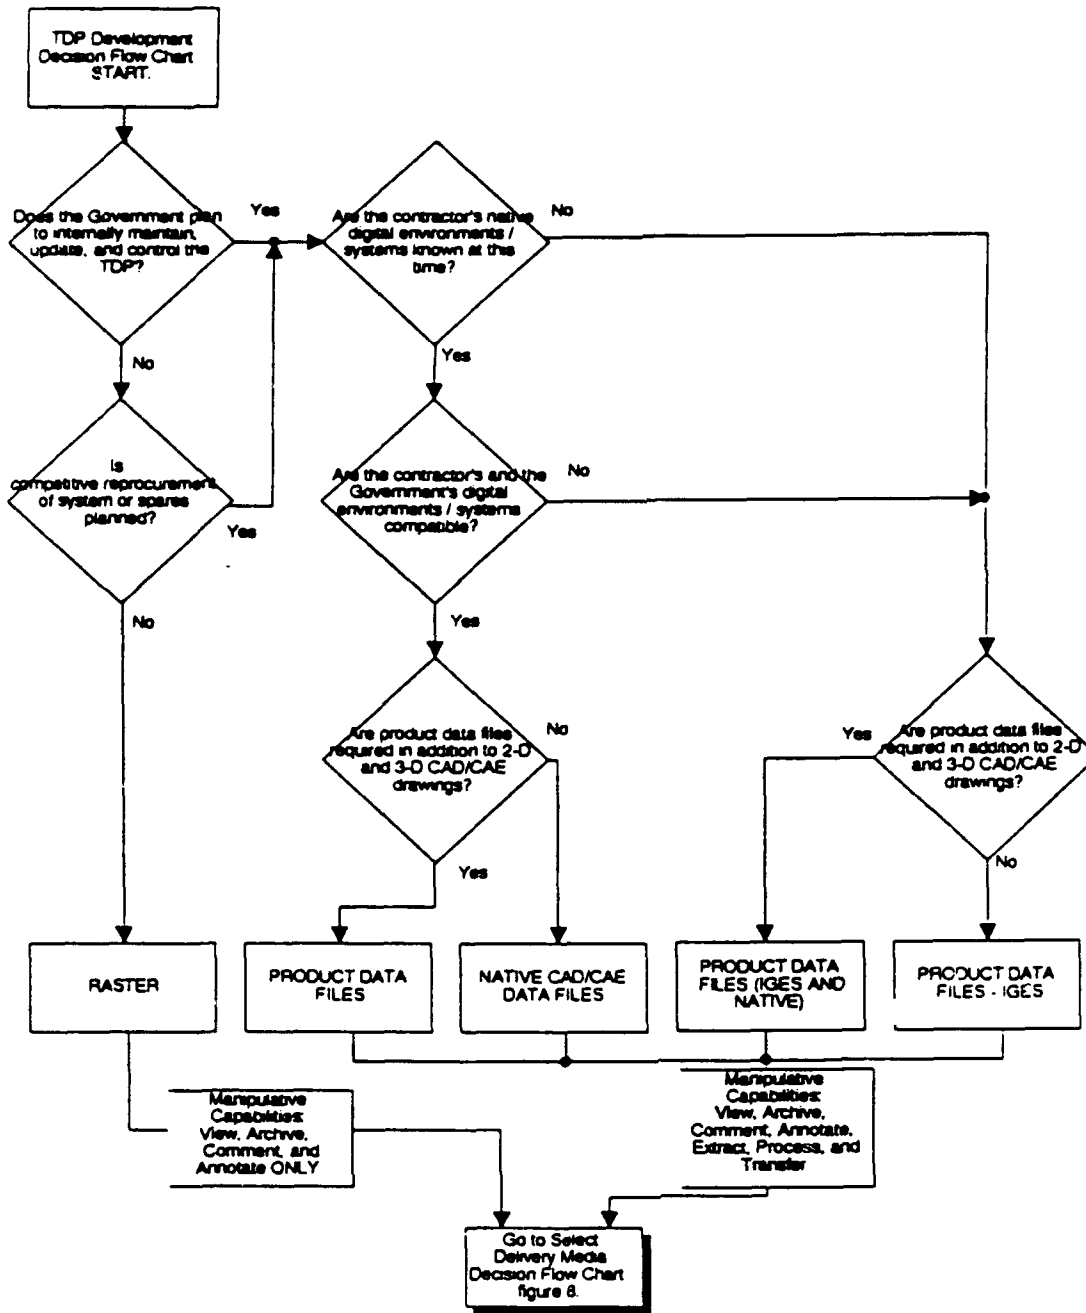 TDP Development
Decision Flow Chart
START.
Does the Government plan
to internally maintain,
update, and control the
TDP?
Yes
Are the contractor's native
digital environments /
systems known at this
time?
No
No
Yes
Is
competitive reprocurement
of system or spares
planned?
Yes
Are the contractor's and the
Government's digital
environments / systems
compatible?
No
No
Yes
Are product data files
required in addition to 2-D
and 3-D CAD/CAE
drawings?
No
Yes
Yes
Are product data files
required in addition to 2-D
and 3-D CAD/CAE
drawings?
No
RASTER
PRODUCT DATA
FILES
NATIVE CAD/CAE
DATA FILES
PRODUCT DATA
FILES (IGES AND
NATIVE)
PRODUCT DATA
FILES - IGES
Manipulative
Capabilities
View, Archive,
Comment, and
Annotate ONLY
Manipulative
Capabilities
View, Archive,
Comment, Annotate,
Extract, Process, and
Transfer
Go to Select
Delivery Media
Decision Flow Chart
figure 8.